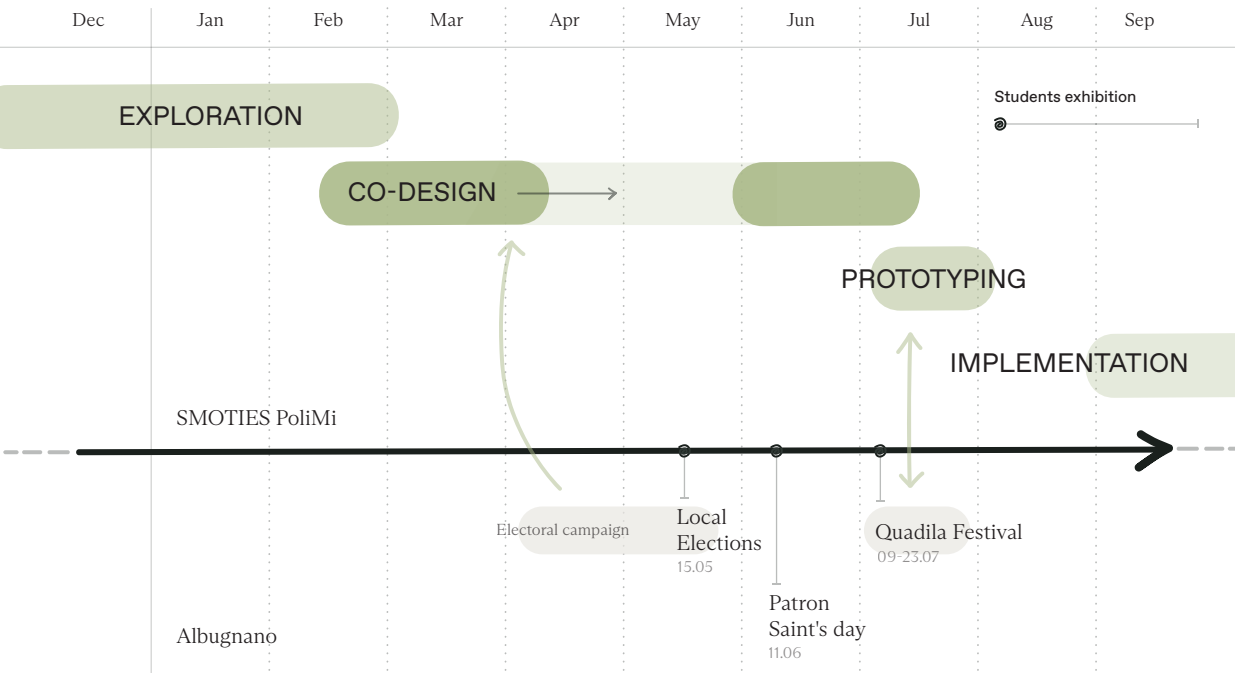 Dec Jan Feb Mar Apr May Jun Jul Aug Sep
Students exhibition
EXPLORATION
CO-DESIGN
PROTOTYPING
IMPLEMENTATION
SMOTIES PoliMi
Electoral campaign
Local
Elections
15.05
Quadila Festival
09-23.07
Patron
Saint's day
11.06
Albugnano